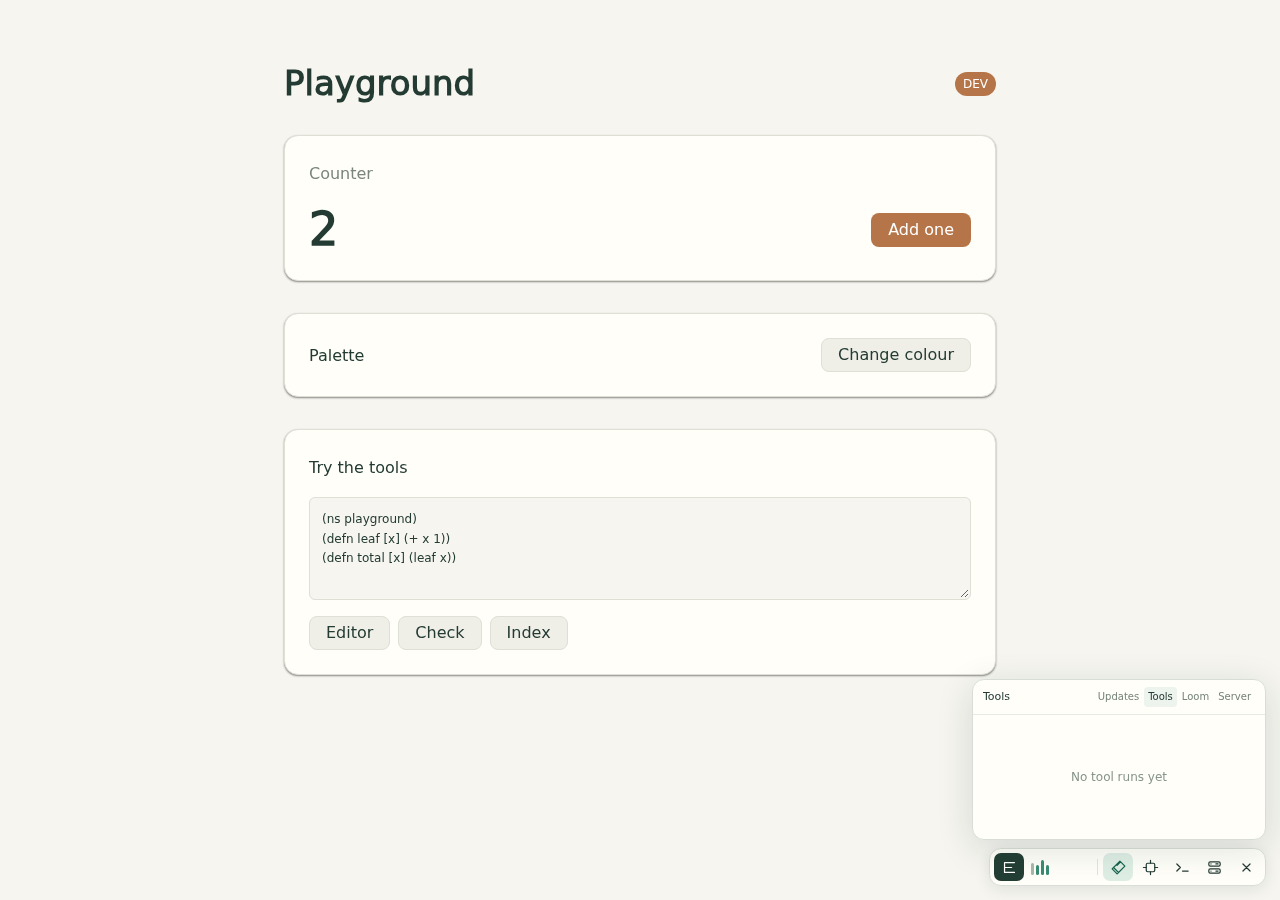 Playground
DEV
Counter
2
Add one
Palette
Change colour
Try the tools
(ns playground)
(defn leaf [x] (+ x 1))
(defn total [x] (leaf x))
Editor
Check
Index
Tools
Updates
Tools
Loom
Server
No tool runs yet